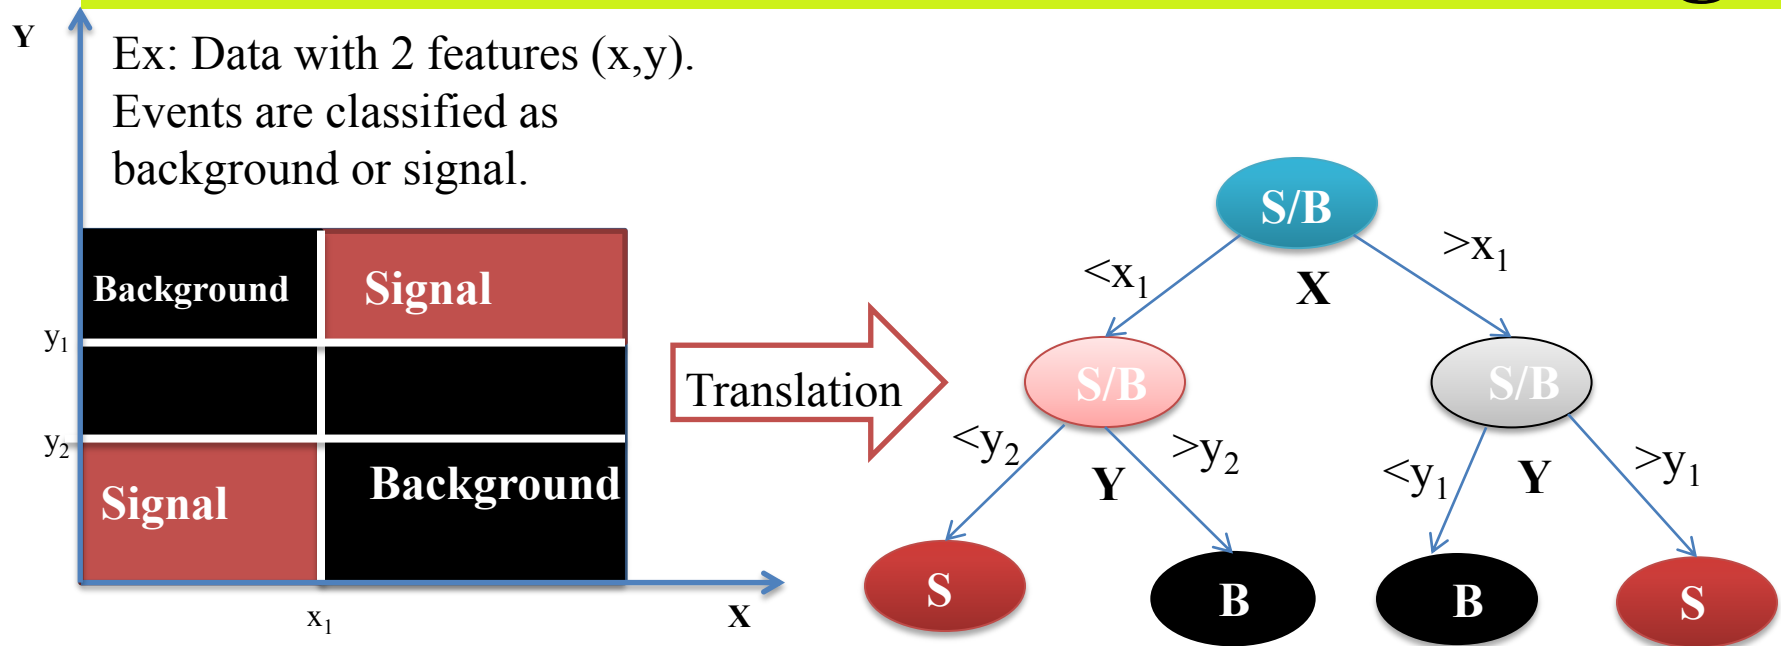 Y
Ex: Data with 2 features (x,y).
Events are classified as
background or signal.
Background
Signal
y₁
y₂
Signal
Background
x₁
X
Translation
S/B
<x₁
>x₁
X
S/B
S/B
<y₂
>y₂
Y
<y₁
>y₁
Y
S
B
B
S